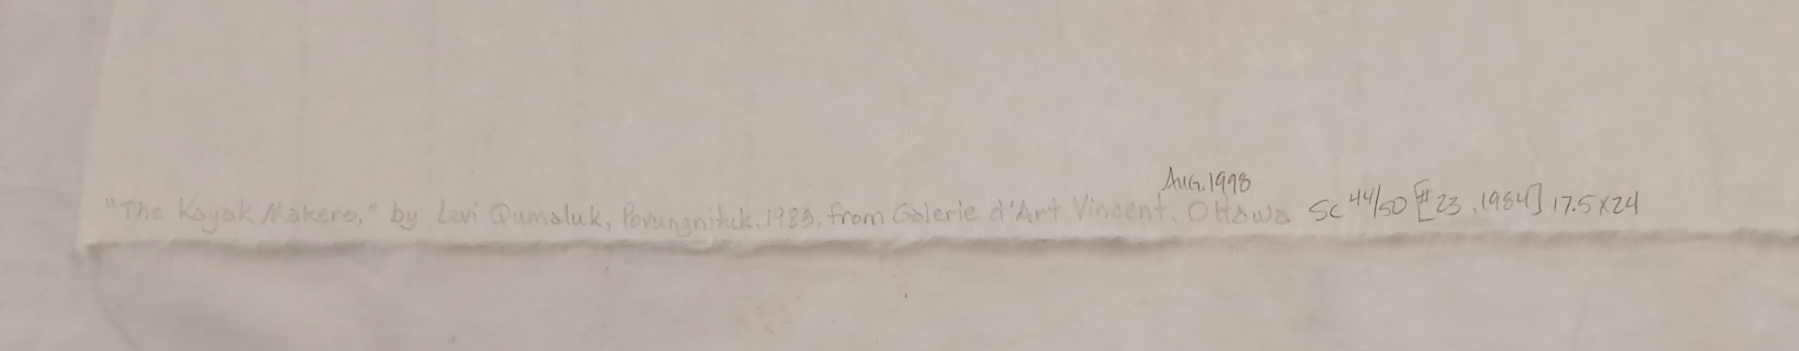 Aug. 1998
"The Kayak Makers," by Levi Qumaluk, Povungnituk, 1983, from Galerie d'Art Vincent, Ottawa SC 44/50 [#23, 1984] 17.5x24